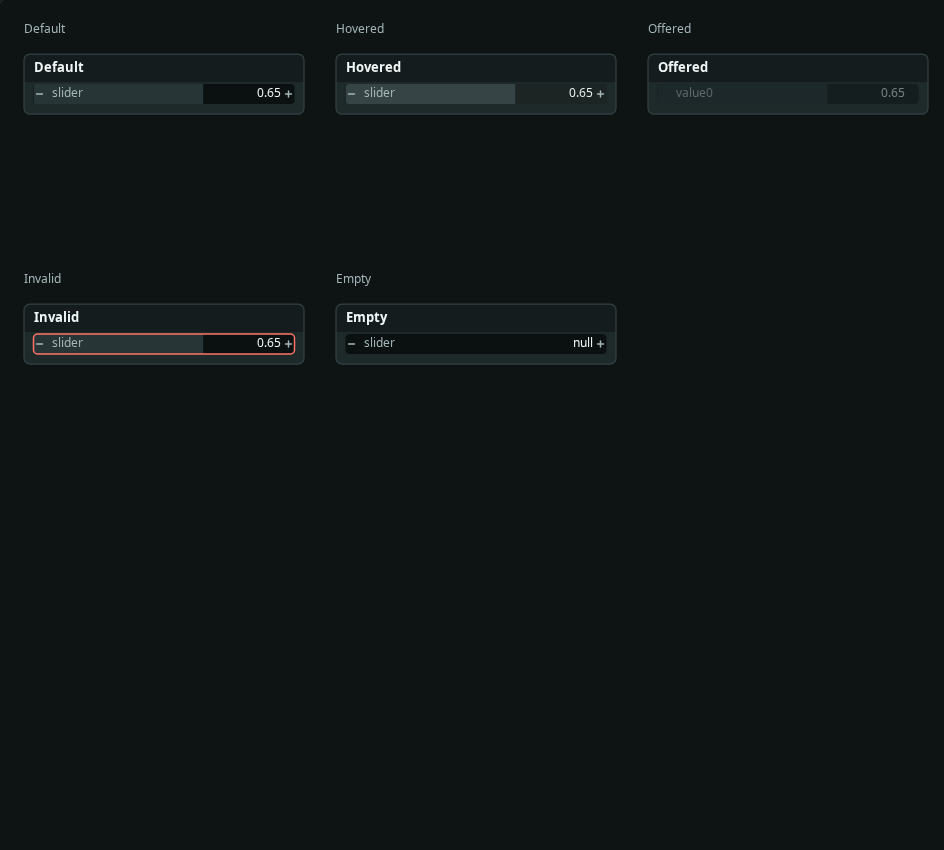 Default
Hovered
Offered
Default
Hovered
Offered
− slider 0.65 +
− slider 0.65 +
value0 0.65
Invalid
Empty
Invalid
Empty
− slider 0.65 +
− slider null +